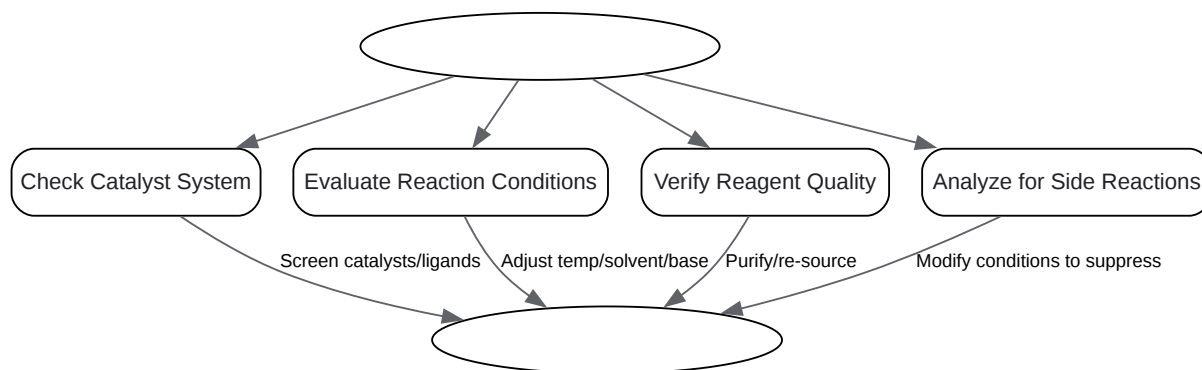 Check Catalyst System
Evaluate Reaction Conditions
Verify Reagent Quality
Analyze for Side Reactions
Screen catalysts/ligands
Adjust temp/solvent/base
Purify/re-source
Modify conditions to suppress